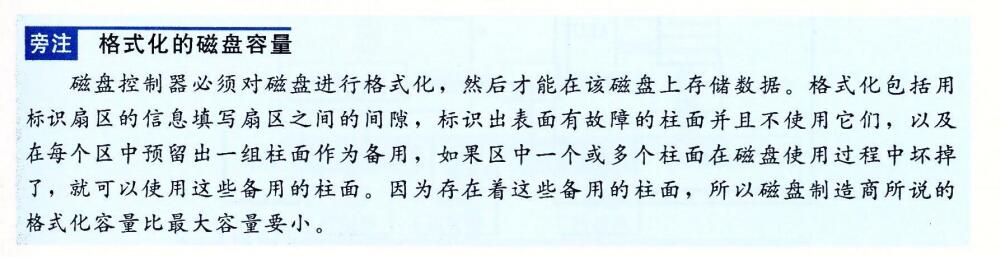 旁注 格式化的磁盘容量
磁盘控制器必须对磁盘进行格式化，然后才能在该磁盘上存储数据。格式化包括用
标识扇区的信息填写扇区之间的间隙，标识出表面有故障的柱面并且不使用它们，以及
在每个区中预留出一组柱面作为备用，如果区中一个或多个柱面在磁盘使用过程中坏掉
了，就可以使用这些备用的柱面。因为存在着这些备用的柱面，所以磁盘制造商所说的
格式化容量比最大容量要小。